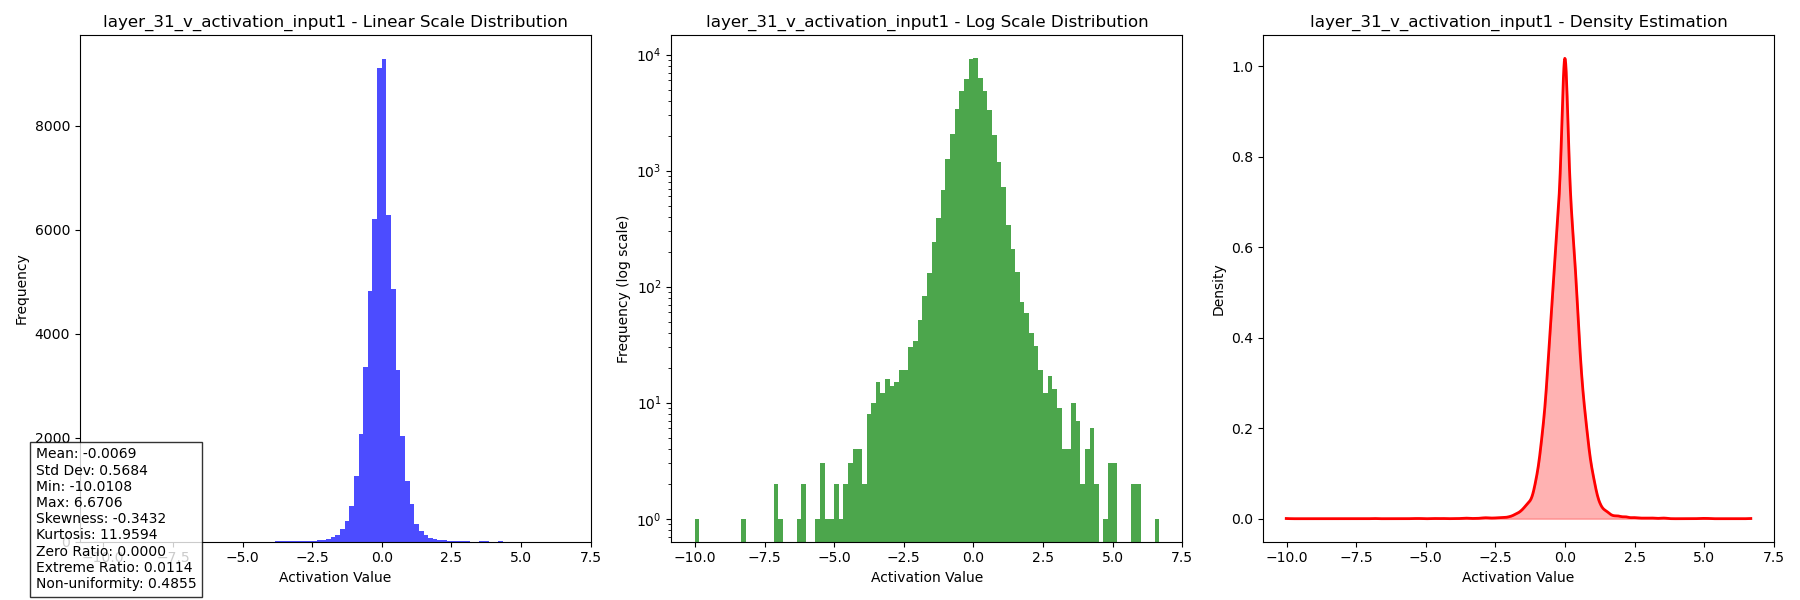 layer_31_v_activation_input1 - Linear Scale Distribution
Frequency
8000
6000
4000
2000
−5.0
−2.5
0.0
2.5
5.0
7.5
Activation Value
Mean: -0.0069
Std Dev: 0.5684
Min: -10.0108
Max: 6.6706
Skewness: -0.3432
Kurtosis: 11.9594
Zero Ratio: 0.0000
Extreme Ratio: 0.0114
Non-uniformity: 0.4855
layer_31_v_activation_input1 - Log Scale Distribution
Frequency (log scale)
10⁴
10³
10²
10¹
10⁰
−10.0
−7.5
−5.0
−2.5
0.0
2.5
5.0
7.5
Activation Value
layer_31_v_activation_input1 - Density Estimation
Density
1.0
0.8
0.6
0.4
0.2
0.0
−10.0
−7.5
−5.0
−2.5
0.0
2.5
5.0
7.5
Activation Value